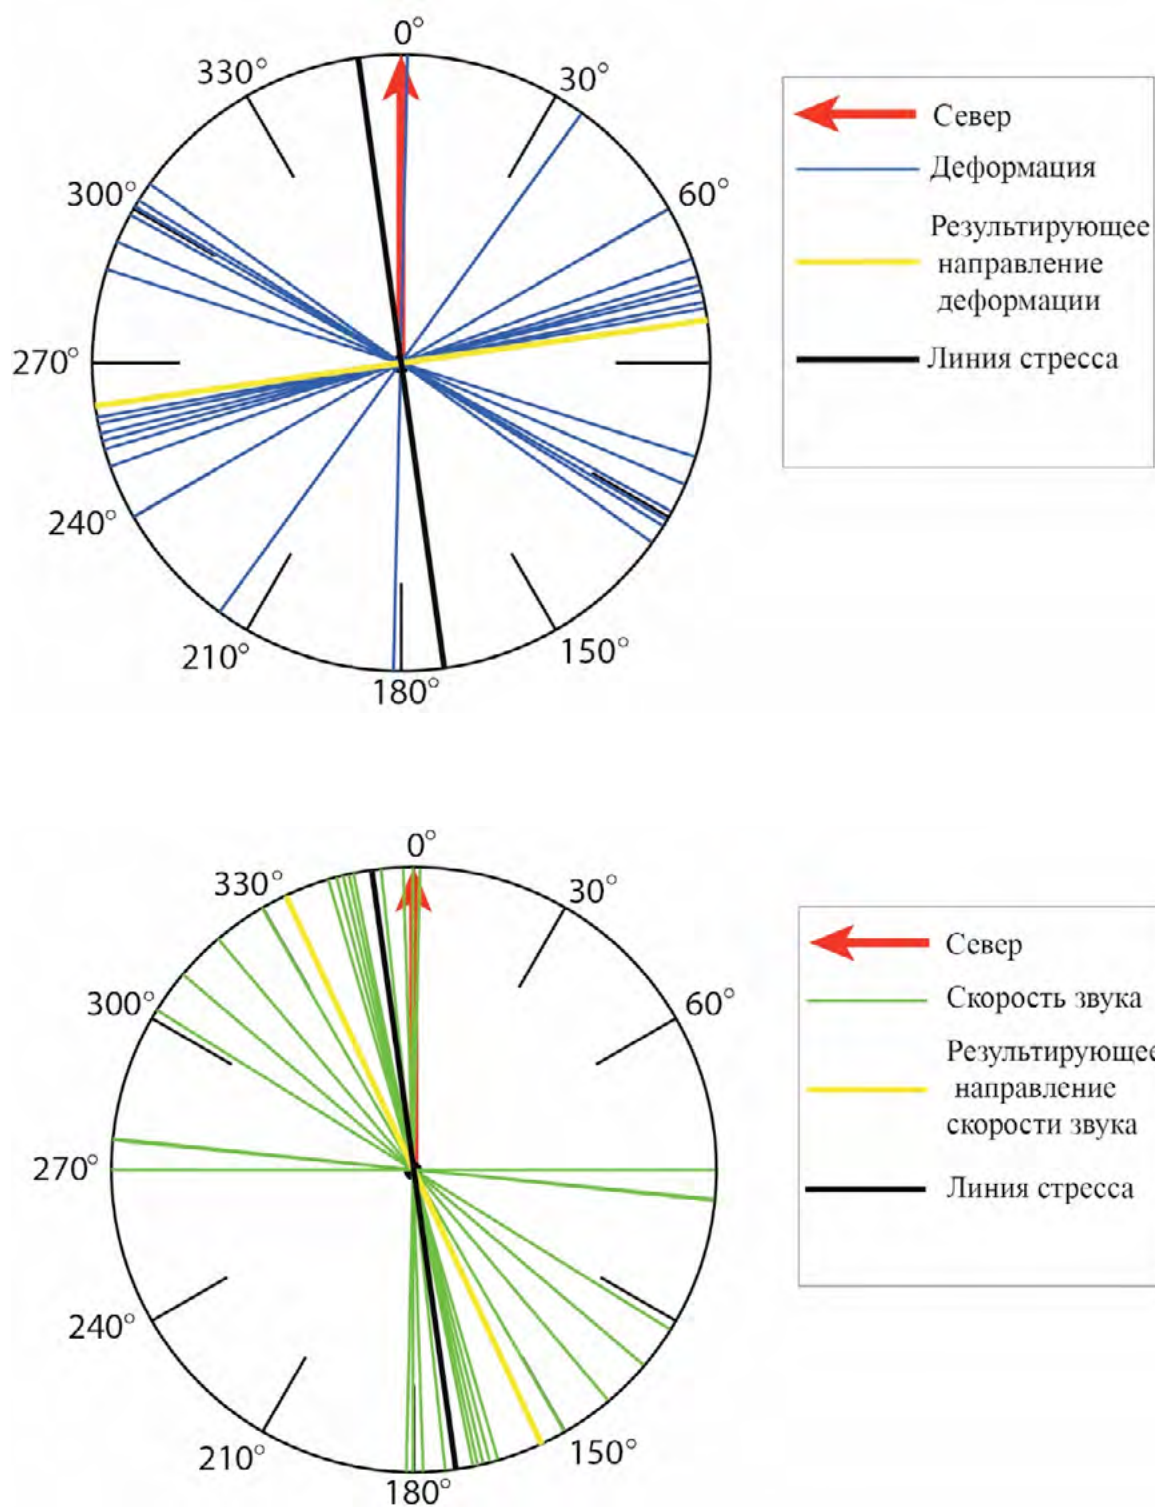 0°
330°
30°
300°
60°
270°
240°
210°
150°
180°
Север
Деформация
Результирующее
направление
деформации
Линия стресса
0°
330°
30°
300°
60°
270°
240°
210°
150°
180°
Север
Скорость звука
Результирующее
направление
скорости звука
Линия стресса